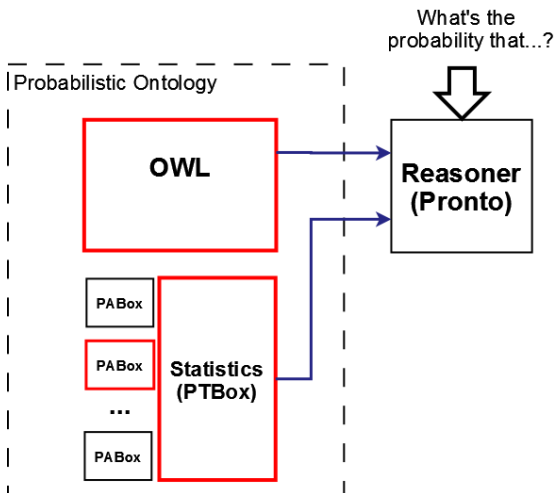 What's the
probability that...?
Probabilistic Ontology
OWL
Reasoner
(Pronto)
PABox
PABox
...
PABox
Statistics
(PTBox)